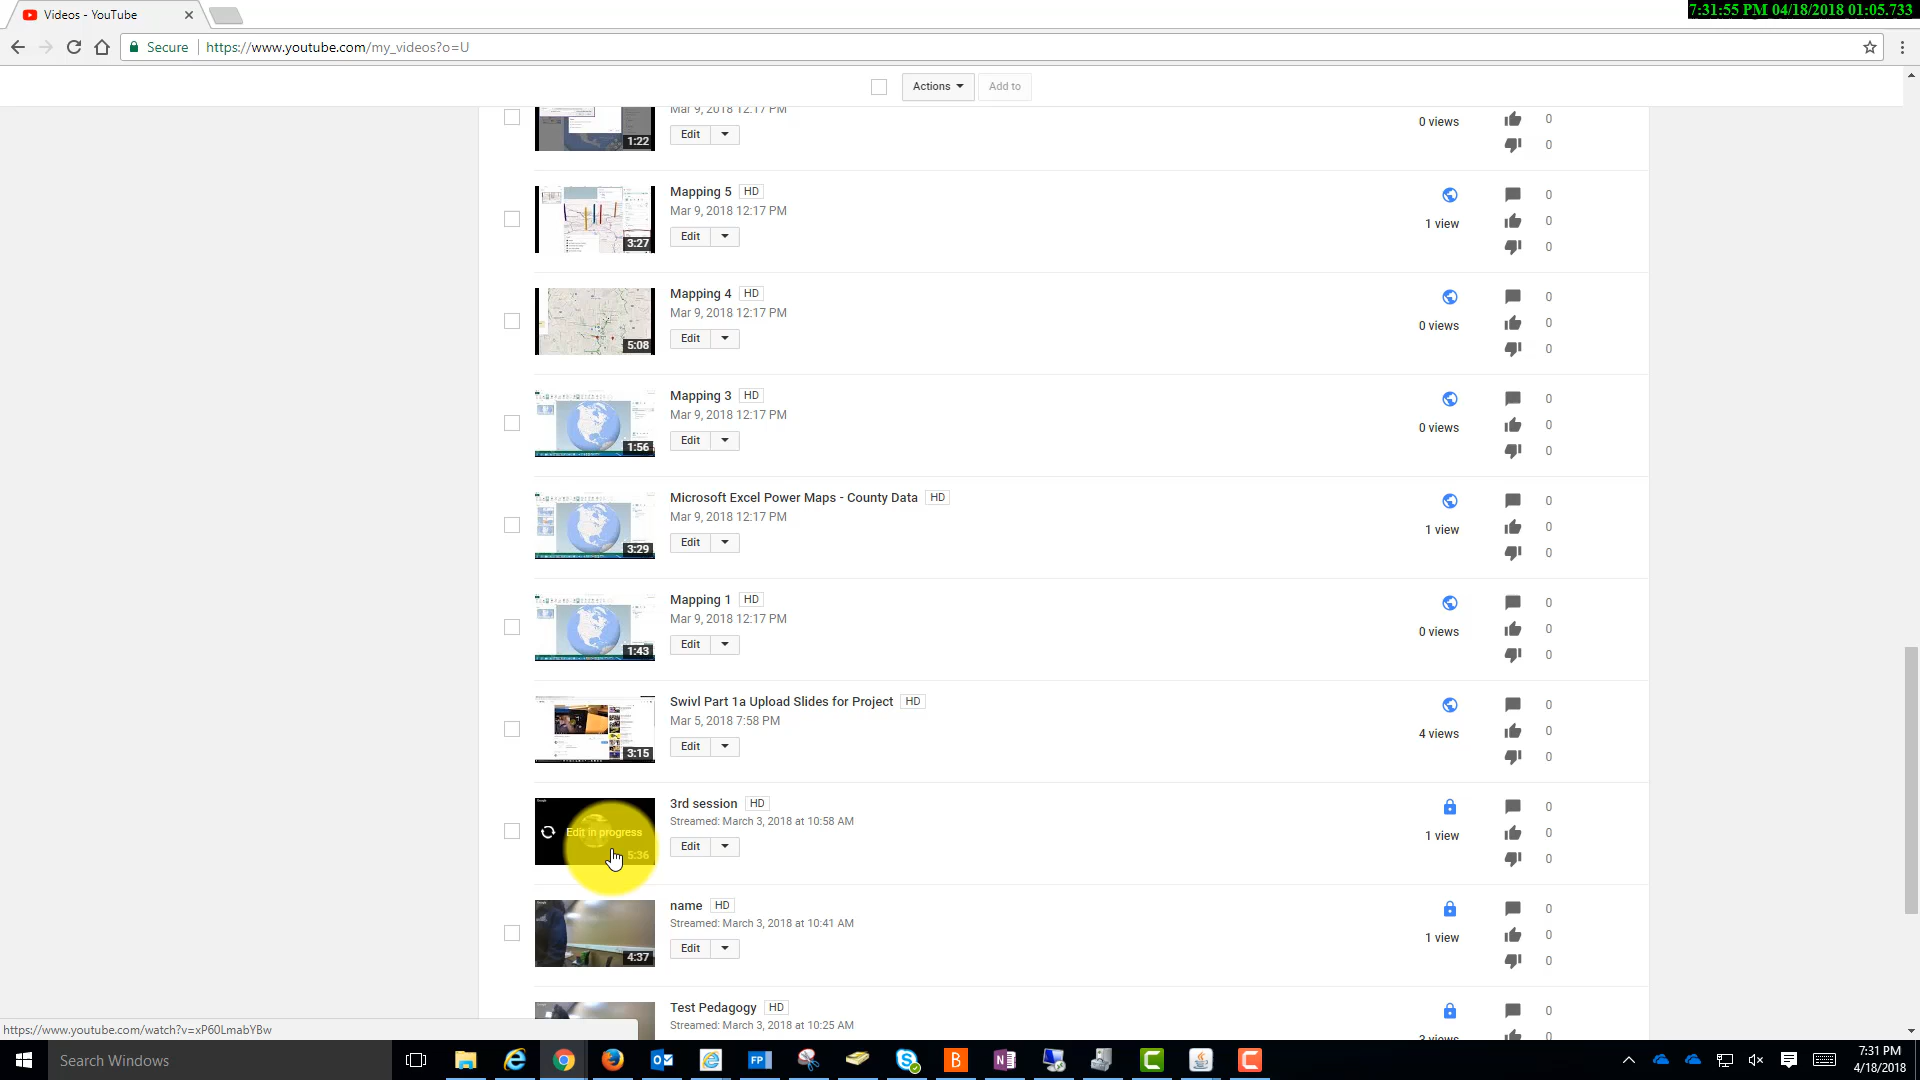 Videos - YouTube
7:31:55 PM 04/18/2018 01:05.733
Secure
https://www.youtube.com/my_videos?o=U
Actions
Add to
Mar 9, 2018 12:17 PM
1:22
Edit
0 views
0
0
Mapping 5 HD
Mar 9, 2018 12:17 PM
3:27
Edit
1 view
0
0
0
Mapping 4 HD
Mar 9, 2018 12:17 PM
5:08
Edit
0 views
0
0
0
Mapping 3 HD
Mar 9, 2018 12:17 PM
1:56
Edit
0 views
0
0
0
Microsoft Excel Power Maps - County Data HD
Mar 9, 2018 12:17 PM
3:29
Edit
1 view
0
0
0
Mapping 1 HD
Mar 9, 2018 12:17 PM
1:43
Edit
0 views
0
0
0
Swivl Part 1a Upload Slides for Project HD
Mar 5, 2018 7:58 PM
3:15
Edit
4 views
0
0
0
3rd session HD
Streamed: March 3, 2018 at 10:58 AM
Edit in progress
5:36
Edit
1 view
0
0
0
name HD
Streamed: March 3, 2018 at 10:41 AM
4:37
Edit
1 view
0
0
0
Test Pedagogy HD
Streamed: March 3, 2018 at 10:25 AM
0
https://www.youtube.com/watch?v=xP60LmabYBw
Search Windows
7:31 PM
4/18/2018